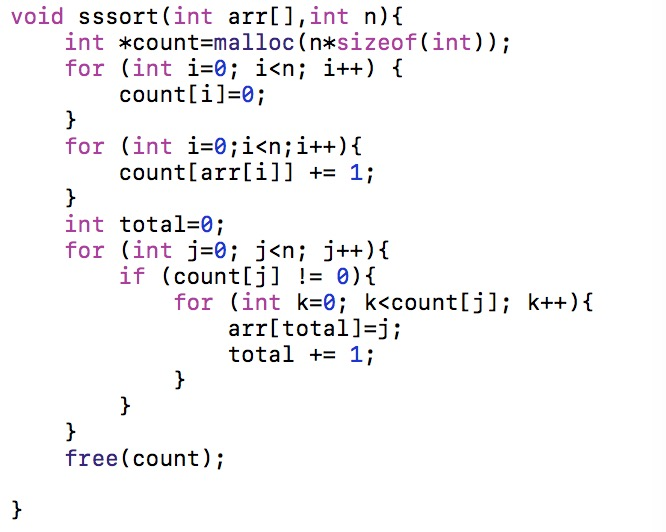 void sssort(int arr[],int n){
    int *count=malloc(n*sizeof(int));
    for (int i=0; i<n; i++) {
        count[i]=0;
    }
    for (int i=0;i<n;i++){
        count[arr[i]] += 1;
    }
    int total=0;
    for (int j=0; j<n; j++){
        if (count[j] != 0){
            for (int k=0; k<count[j]; k++){
                arr[total]=j;
                total += 1;
            }
        }
    }
    free(count);
}